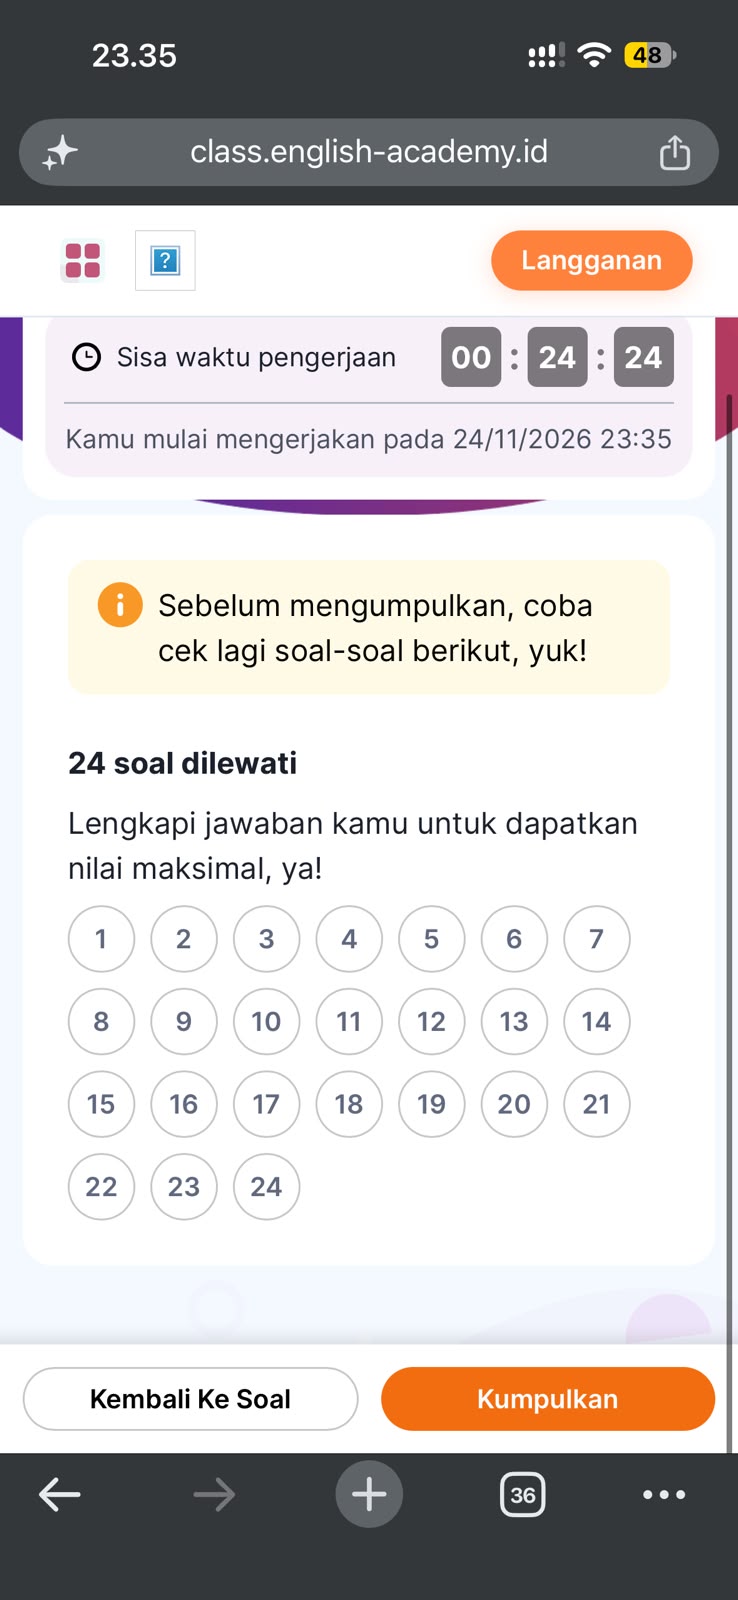 23.35
48
class.english-academy.id
?
Langganan
Sisa waktu pengerjaan 00 : 24 : 24
Kamu mulai mengerjakan pada 24/11/2026 23:35
Sebelum mengumpulkan, coba
cek lagi soal-soal berikut, yuk!
24 soal dilewati
Lengkapi jawaban kamu untuk dapatkan
nilai maksimal, ya!
1 2 3 4 5 6 7
8 9 10 11 12 13 14
15 16 17 18 19 20 21
22 23 24
Kembali Ke Soal Kumpulkan
36